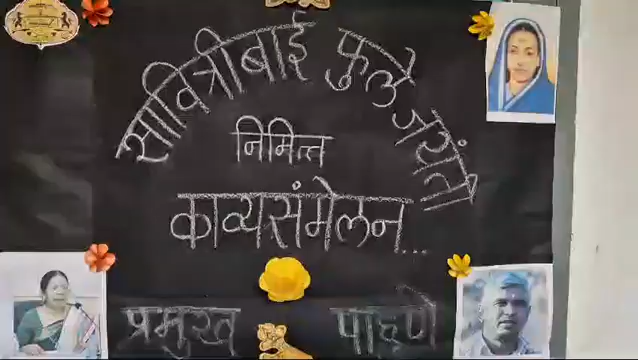 सावित्रीबाई फुले जयंती
निमित्त
काव्यसंमेलन...
प्रमुख पाहुणे